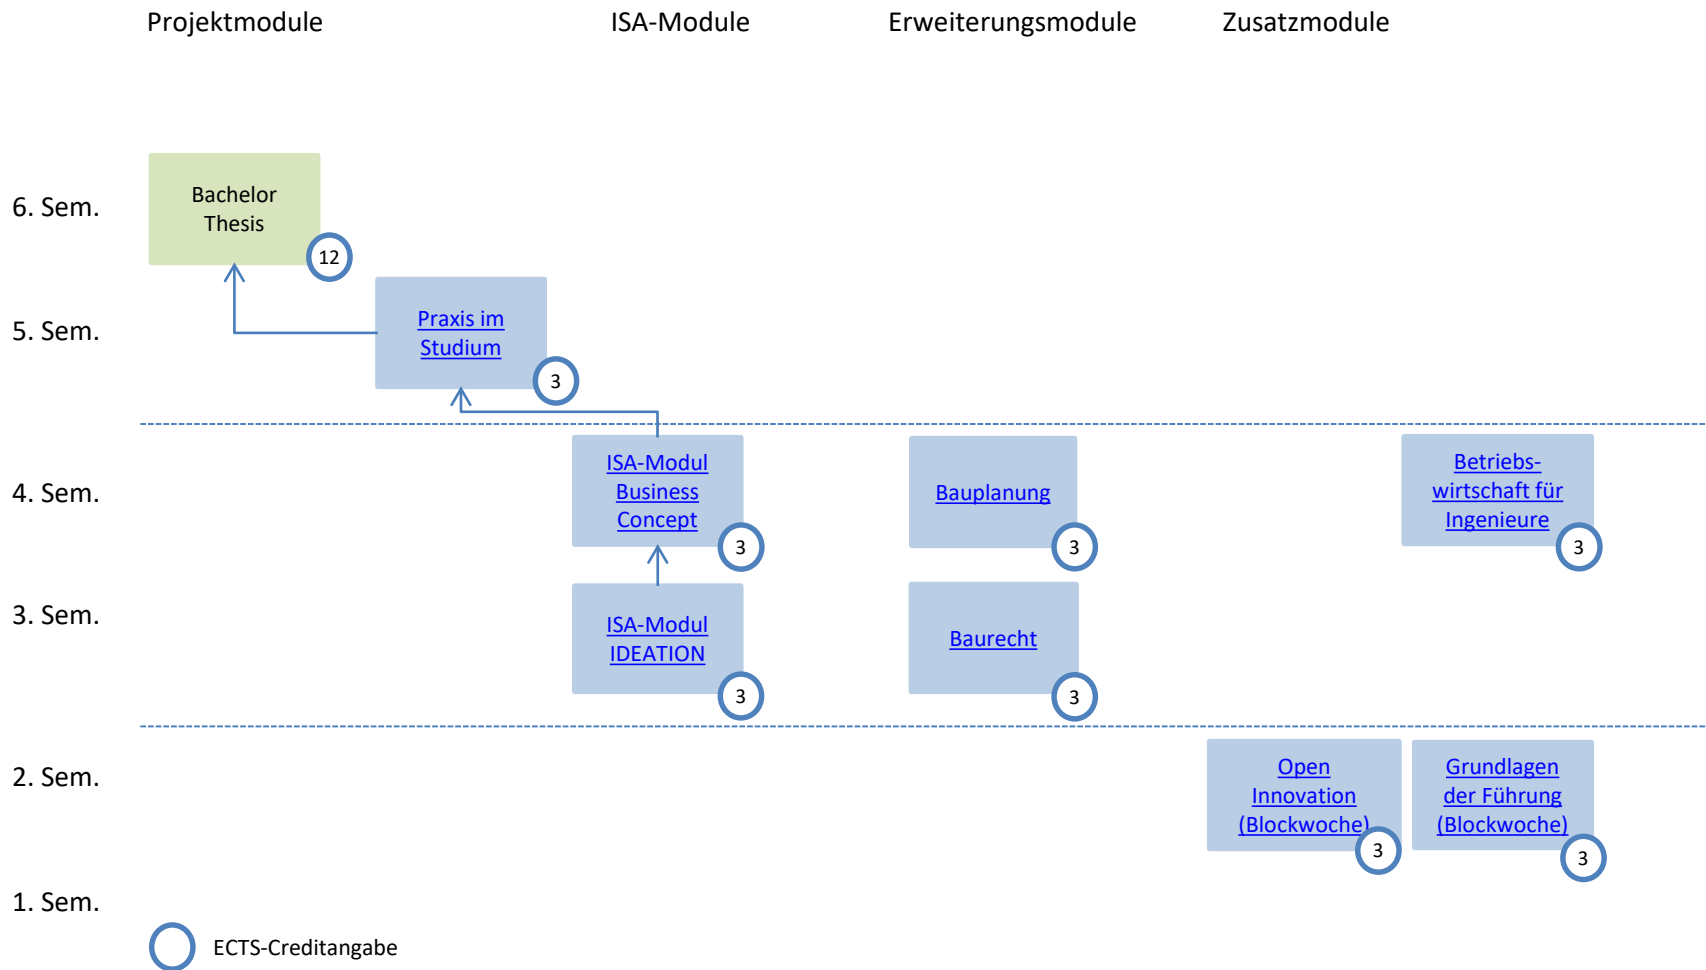 Projektmodule
ISA-Module
Erweiterungsmodule
Zusatzmodule
6. Sem.
Bachelor
Thesis
12
5. Sem.
Praxis im
Studium
3
4. Sem.
ISA-Modul
Business
Concept
3
Bauplanung
3
Betriebs-
wirtschaft für
Ingenieure
3
3. Sem.
ISA-Modul
IDEATION
3
Baurecht
3
2. Sem.
Open
Innovation
(Blockwoche)
3
Grundlagen
der Führung
(Blockwoche)
3
1. Sem.
ECTS-Creditangabe